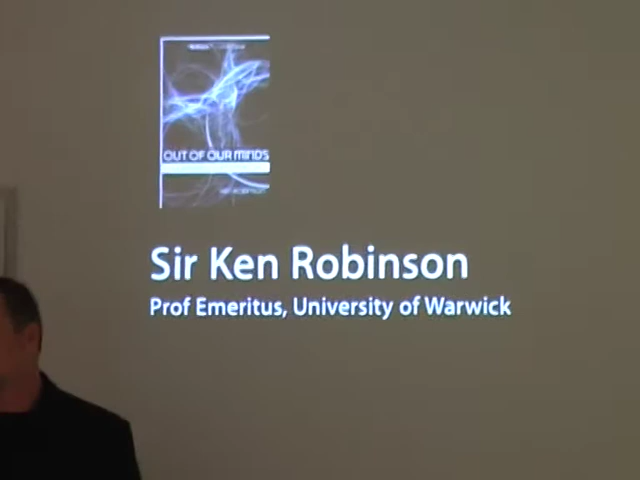 OUT OF OUR MINDS
Sir Ken Robinson
Prof Emeritus, University of Warwick